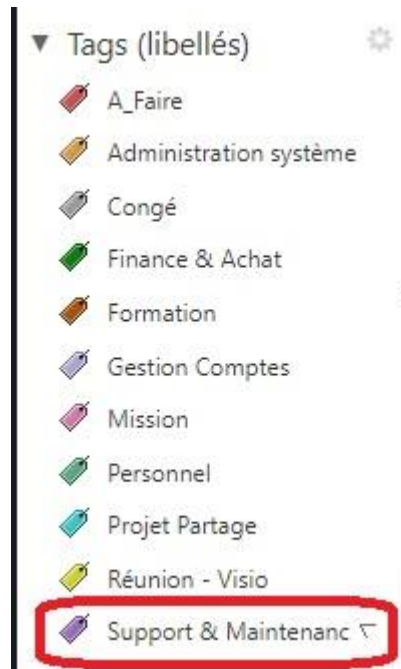 Tags (libellés)
A_Faire
Administration système
Congé
Finance & Achat
Formation
Gestion Comptes
Mission
Personnel
Projet Partage
Réunion - Visio
Support & Maintenanc